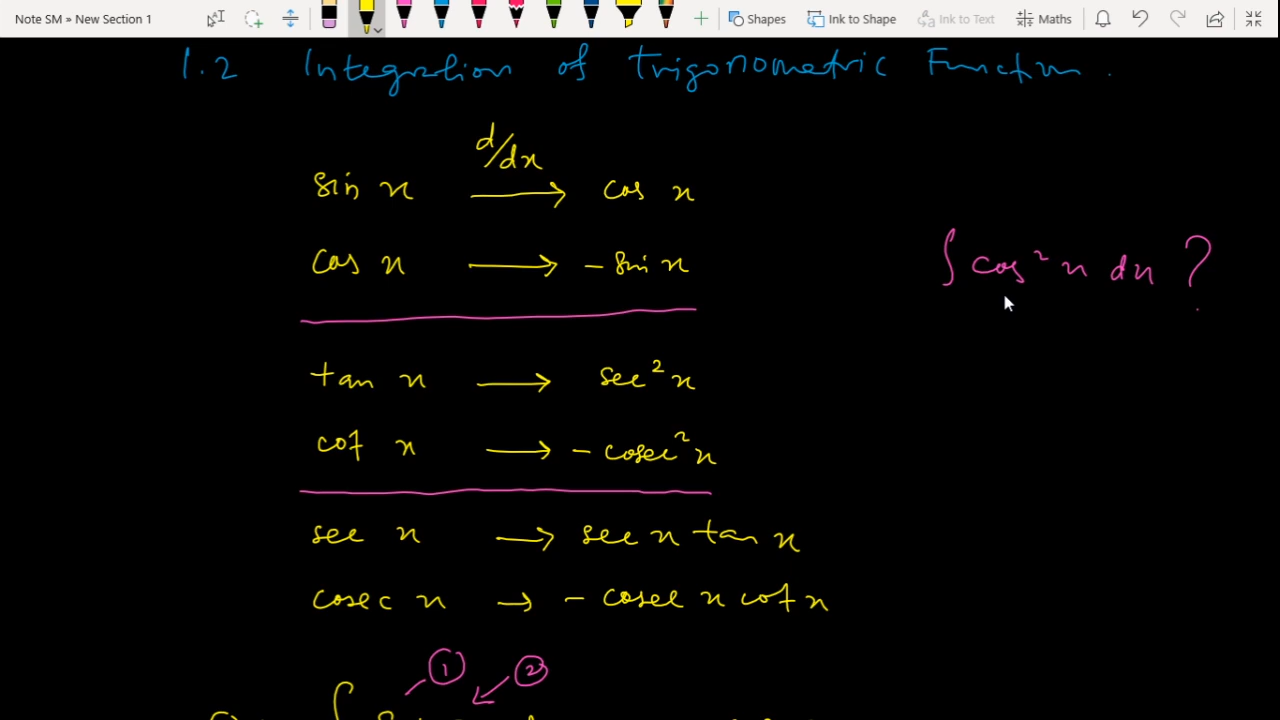 Note SM » New Section 1 Shapes Ink to Shape Ink to Text Maths
1.2 Integration of Trigonometric Function.
d/dx
sin x → cos x
cos x → - sin x
∫ cos² x dx ?
tan x → sec² x
cot x → - cosec² x
sec x → sec x tan x
cosec x → - cosec x cot x
① ②
∫